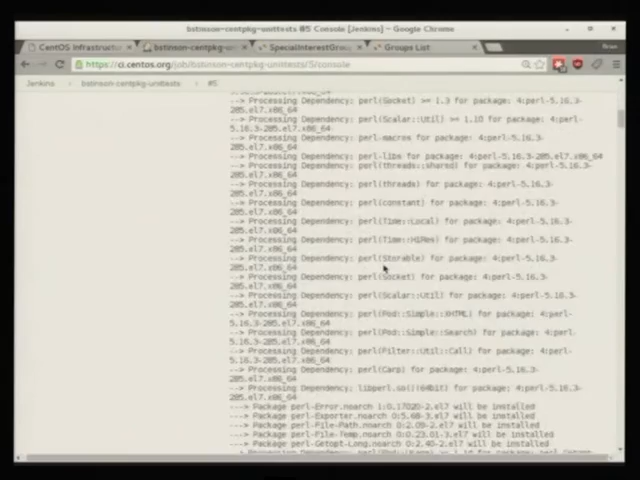 bstinson-centpkg-unittests #5 Console [Jenkins] - Google Chrome
CentOS Infrastructur
bstinson-centpkg-un
SpecialInterestGroup
Groups List
https://ci.centos.org/job/bstinson-centpkg-unittests/5/console
Jenkins
bstinson-centpkg-unittests
#5
--> Processing Dependency: perl(Socket) >= 1.3 for package: 4:perl-5.16.3-
285.el7.x86_64
--> Processing Dependency: perl(Scalar::Util) >= 1.10 for package: 4:perl-
5.16.3-285.el7.x86_64
--> Processing Dependency: perl-macros for package: 4:perl-5.16.3-
285.el7.x86_64
--> Processing Dependency: perl-libs for package: 4:perl-5.16.3-285.el7.x86_64
--> Processing Dependency: perl(threads::shared) for package: 4:perl-5.16.3-
285.el7.x86_64
--> Processing Dependency: perl(threads) for package: 4:perl-5.16.3-
285.el7.x86_64
--> Processing Dependency: perl(constant) for package: 4:perl-5.16.3-
285.el7.x86_64
--> Processing Dependency: perl(Time::Local) for package: 4:perl-5.16.3-
285.el7.x86_64
--> Processing Dependency: perl(Time::HiRes) for package: 4:perl-5.16.3-
285.el7.x86_64
--> Processing Dependency: perl(Storable) for package: 4:perl-5.16.3-
285.el7.x86_64
--> Processing Dependency: perl(Socket) for package: 4:perl-5.16.3-
285.el7.x86_64
--> Processing Dependency: perl(Scalar::Util) for package: 4:perl-5.16.3-
285.el7.x86_64
--> Processing Dependency: perl(Pod::Simple::XHTML) for package: 4:perl-
5.16.3-285.el7.x86_64
--> Processing Dependency: perl(Pod::Simple::Search) for package: 4:perl-
5.16.3-285.el7.x86_64
--> Processing Dependency: perl(Filter::Util::Call) for package: 4:perl-
5.16.3-285.el7.x86_64
--> Processing Dependency: perl(Carp) for package: 4:perl-5.16.3-
285.el7.x86_64
--> Processing Dependency: libperl.so()(64bit) for package: 4:perl-5.16.3-
285.el7.x86_64
---> Package perl-Error.noarch 1:0.17020-2.el7 will be installed
---> Package perl-Exporter.noarch 0:5.68-3.el7 will be installed
---> Package perl-File-Path.noarch 0:2.09-2.el7 will be installed
---> Package perl-File-Temp.noarch 0:0.23.01-3.el7 will be installed
---> Package perl-Getopt-Long.noarch 0:2.40-2.el7 will be installed